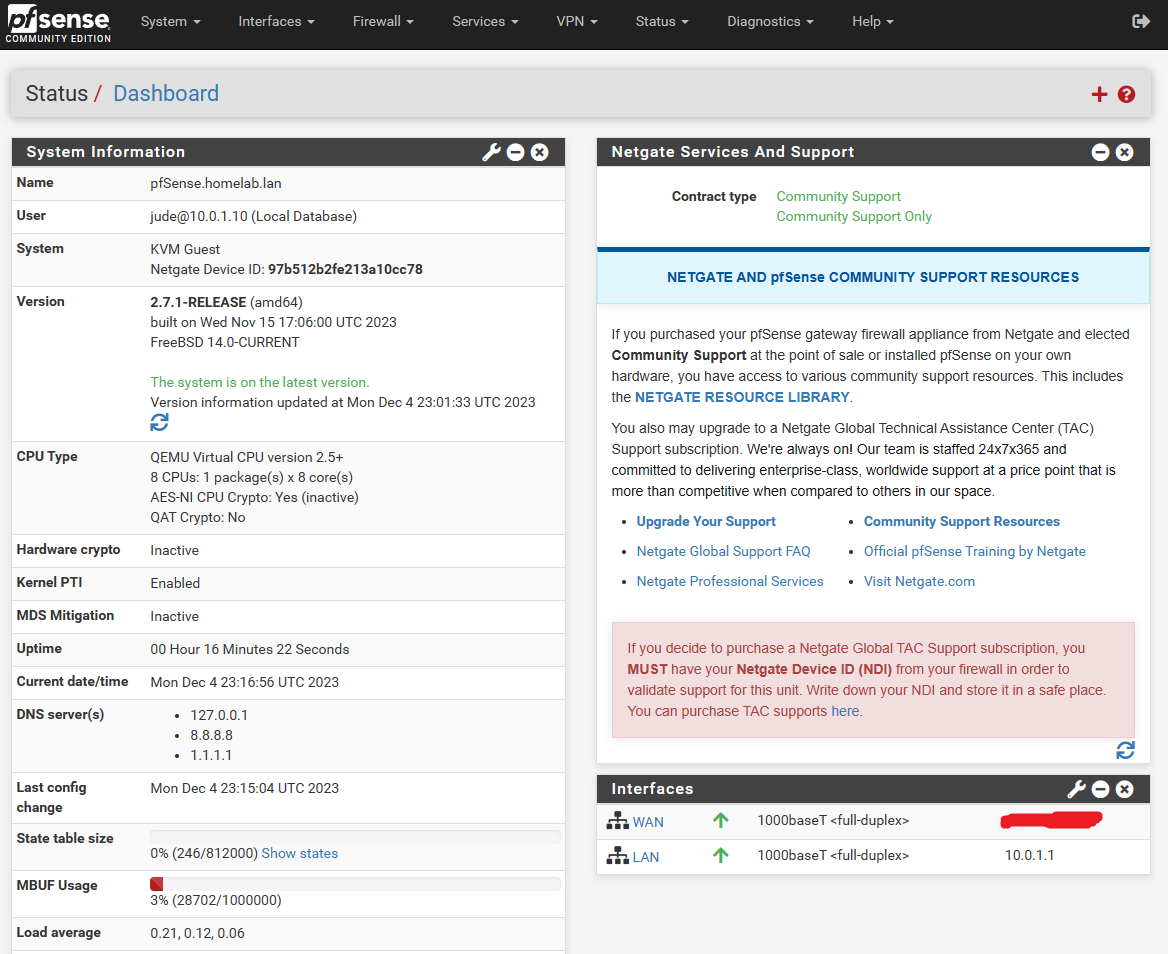 pfsense
COMMUNITY EDITION
System Interfaces Firewall Services VPN Status Diagnostics Help
Status / Dashboard
System Information
Name pfSense.homelab.lan
User jude@10.0.1.10 (Local Database)
System KVM Guest
Netgate Device ID: 97b512b2fe213a10cc78
Version 2.7.1-RELEASE (amd64)
built on Wed Nov 15 17:06:00 UTC 2023
FreeBSD 14.0-CURRENT
The system is on the latest version.
Version information updated at Mon Dec 4 23:01:33 UTC 2023
CPU Type QEMU Virtual CPU version 2.5+
8 CPUs: 1 package(s) x 8 core(s)
AES-NI CPU Crypto: Yes (inactive)
QAT Crypto: No
Hardware crypto Inactive
Kernel PTI Enabled
MDS Mitigation Inactive
Uptime 00 Hour 16 Minutes 22 Seconds
Current date/time Mon Dec 4 23:16:56 UTC 2023
DNS server(s)
• 127.0.0.1
• 8.8.8.8
• 1.1.1.1
Last config change Mon Dec 4 23:15:04 UTC 2023
State table size
0% (246/812000) Show states
MBUF Usage
3% (28702/1000000)
Load average 0.21, 0.12, 0.06
Netgate Services And Support
Contract type Community Support
Community Support Only
NETGATE AND pfSense COMMUNITY SUPPORT RESOURCES
If you purchased your pfSense gateway firewall appliance from Netgate and elected
Community Support at the point of sale or installed pfSense on your own
hardware, you have access to various community support resources. This includes
the NETGATE RESOURCE LIBRARY.
You also may upgrade to a Netgate Global Technical Assistance Center (TAC)
Support subscription. We're always on! Our team is staffed 24x7x365 and
committed to delivering enterprise-class, worldwide support at a price point that is
more than competitive when compared to others in our space.
• Upgrade Your Support • Community Support Resources
• Netgate Global Support FAQ • Official pfSense Training by Netgate
• Netgate Professional Services • Visit Netgate.com
If you decide to purchase a Netgate Global TAC Support subscription, you
MUST have your Netgate Device ID (NDI) from your firewall in order to
validate support for this unit. Write down your NDI and store it in a safe place.
You can purchase TAC supports here.
Interfaces
WAN 1000baseT <full-duplex>
LAN 1000baseT <full-duplex> 10.0.1.1